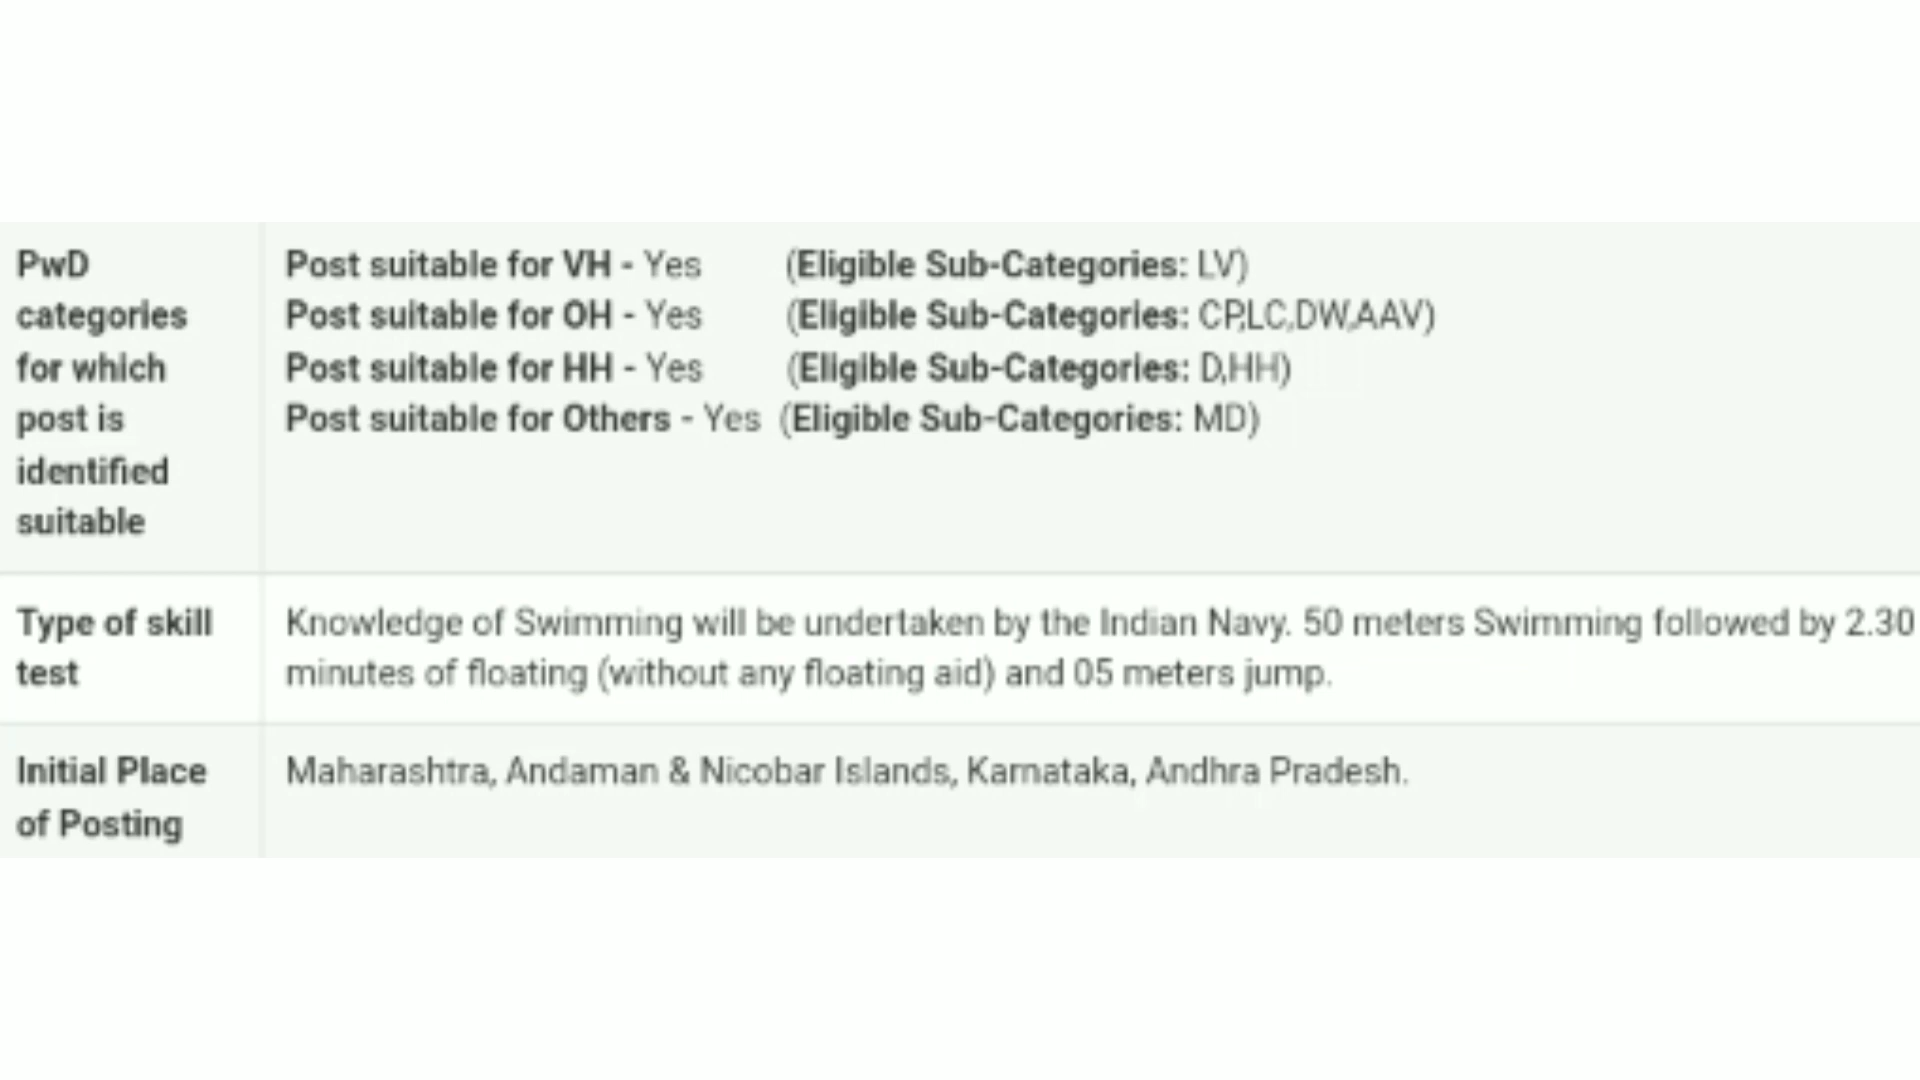 PwD
categories
for which
post is
identified
suitable
Post suitable for VH - Yes (Eligible Sub-Categories: LV)
Post suitable for OH - Yes (Eligible Sub-Categories: CP,LC,DW,AAV)
Post suitable for HH - Yes (Eligible Sub-Categories: D,HH)
Post suitable for Others - Yes (Eligible Sub-Categories: MD)
Type of skill
test
Knowledge of Swimming will be undertaken by the Indian Navy. 50 meters Swimming followed by 2.30
minutes of floating (without any floating aid) and 05 meters jump.
Initial Place
of Posting
Maharashtra, Andaman & Nicobar Islands, Karnataka, Andhra Pradesh.